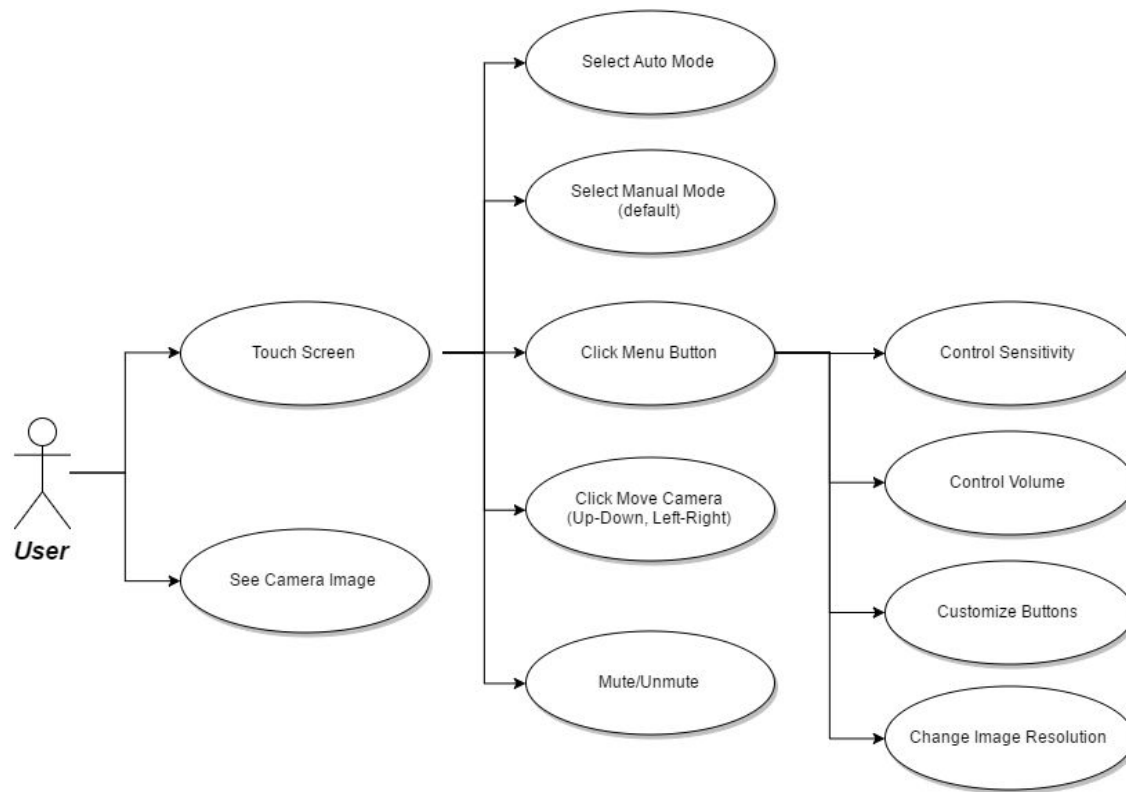 Select Auto Mode
Select Manual Mode
(default)
Touch Screen
Click Menu Button
Control Sensitivity
Control Volume
Click Move Camera
(Up-Down, Left-Right)
User
See Camera Image
Customize Buttons
Mute/Unmute
Change Image Resolution